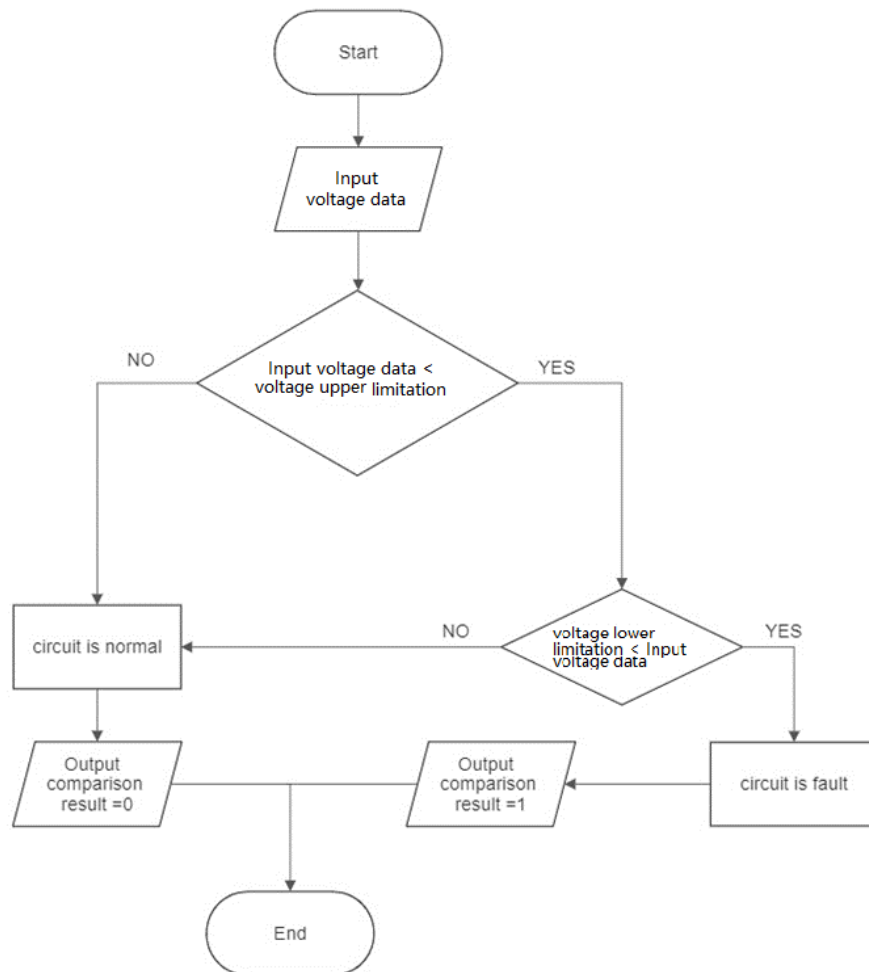 Start
Input
voltage data
NO
YES
Input voltage data <
voltage upper limitation
circuit is normal
NO
voltage lower
limitation < Input
voltage data
YES
Output
comparison
result =0
Output
comparison
result =1
circuit is fault
End